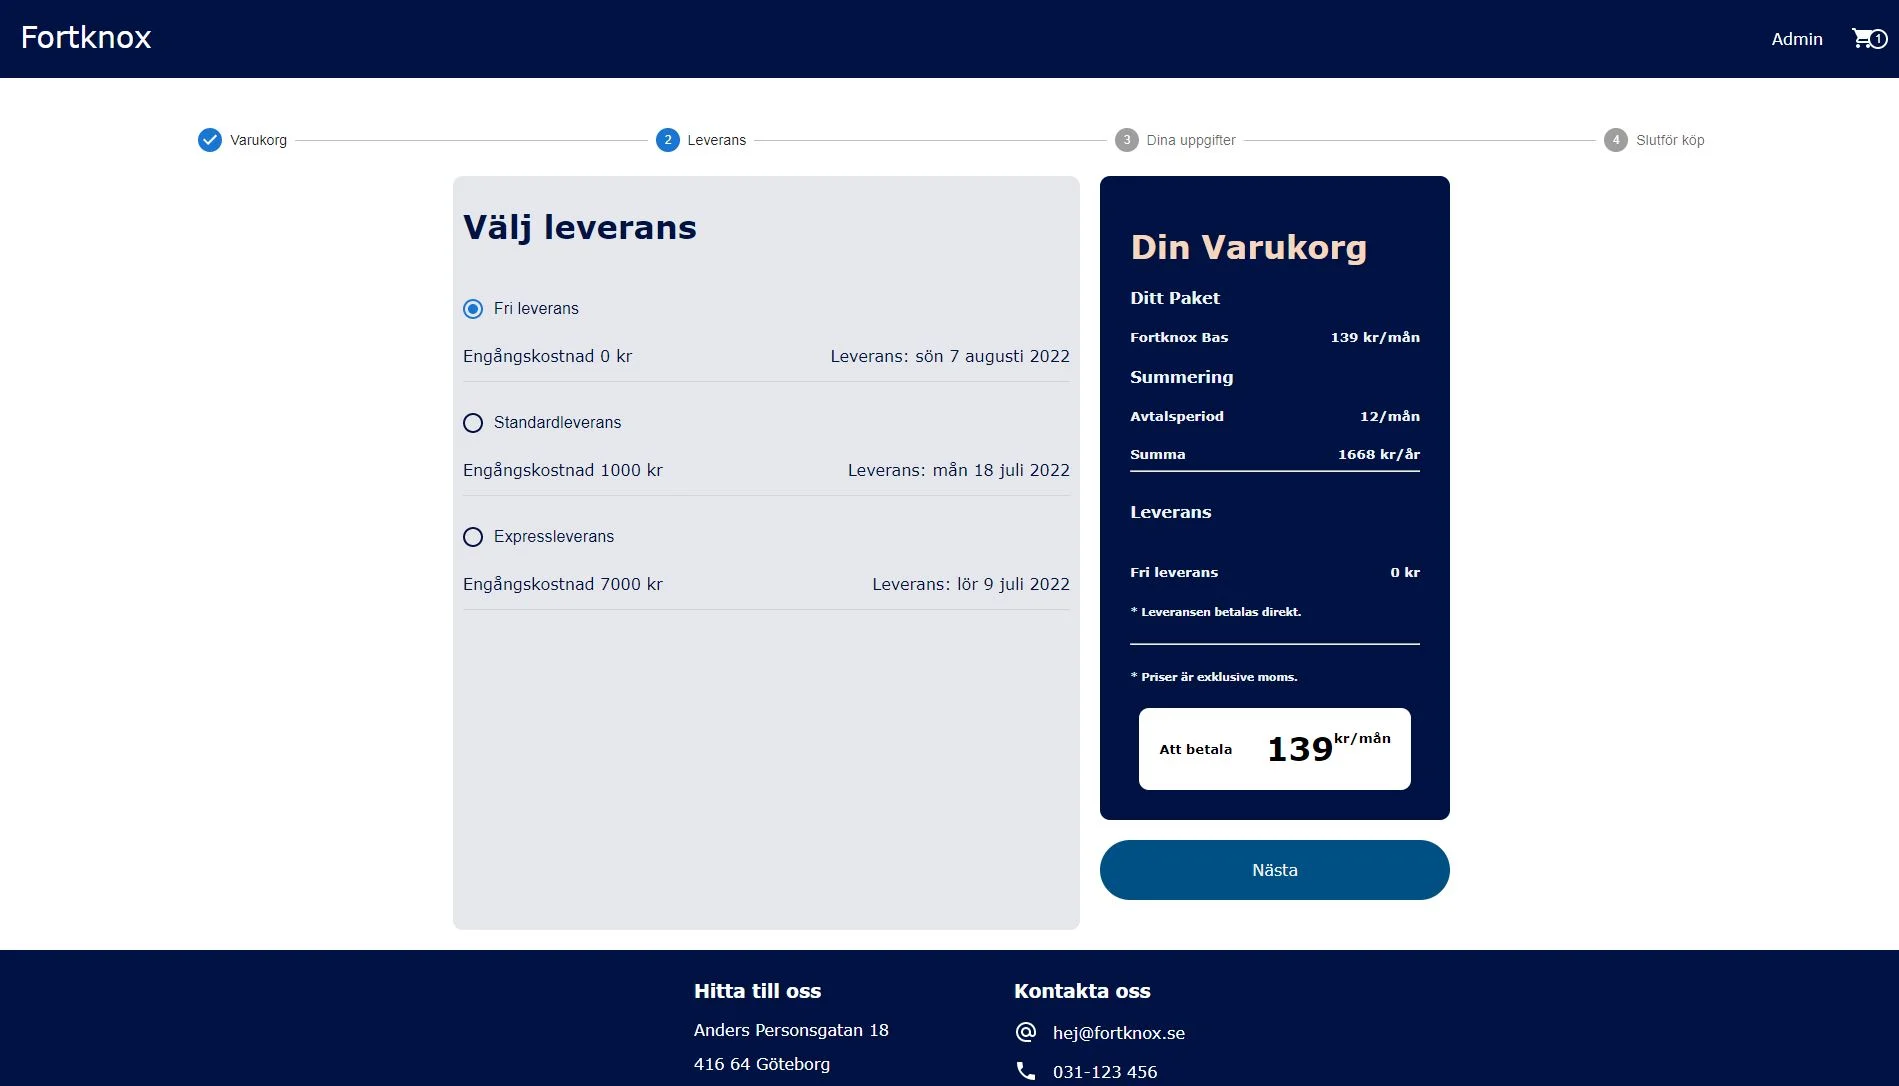 Fortknox
Admin
1
Varukorg
2 Leverans
3 Dina uppgifter
4 Slutför köp
Välj leverans
Fri leverans
Engångskostnad 0 kr Leverans: sön 7 augusti 2022
Standardleverans
Engångskostnad 1000 kr Leverans: mån 18 juli 2022
Expressleverans
Engångskostnad 7000 kr Leverans: lör 9 juli 2022
Din Varukorg
Ditt Paket
Fortknox Bas 139 kr/mån
Summering
Avtalsperiod 12/mån
Summa 1668 kr/år
Leverans
Fri leverans 0 kr
* Leveransen betalas direkt.
* Priser är exklusive moms.
Att betala 139 kr/mån
Nästa
Hitta till oss
Anders Personsgatan 18
416 64 Göteborg
Kontakta oss
hej@fortknox.se
031-123 456